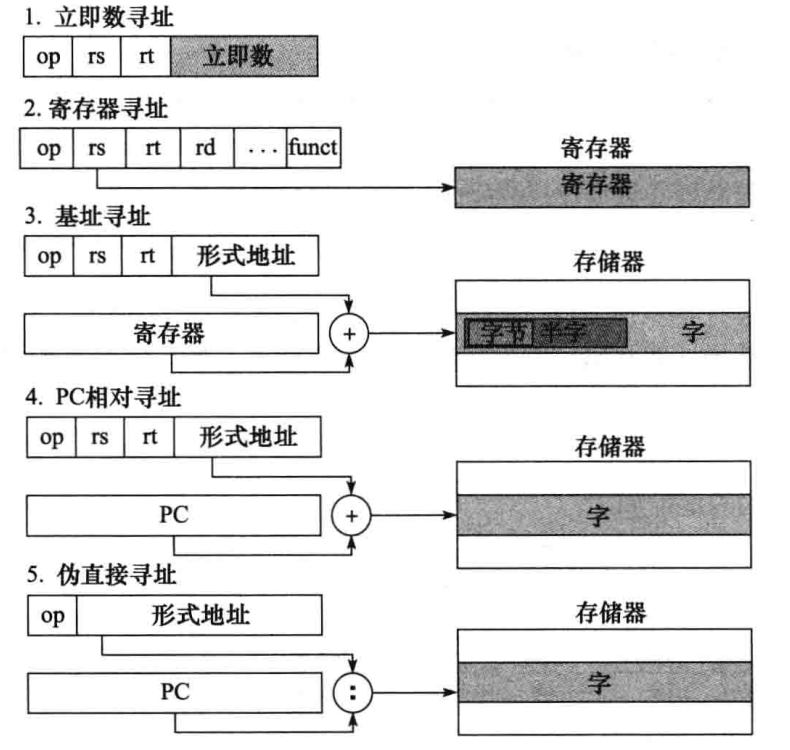 1. 立即数寻址
op rs rt 立即数
2. 寄存器寻址
op rs rt rd ... funct
寄存器
寄存器
3. 基址寻址
op rs rt 形式地址
存储器
寄存器
+
字节 半字 字
4. PC相对寻址
op rs rt 形式地址
存储器
PC
+
字
5. 伪直接寻址
op 形式地址
存储器
PC
:
字